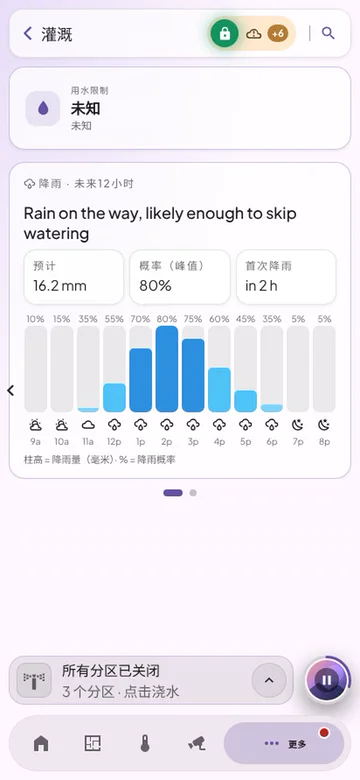 灌溉
+6
用水限制
未知
未知
降雨 · 未来12小时
Rain on the way, likely enough to skip
watering
预计
16.2 mm
概率（峰值）
80%
首次降雨
in 2 h
10% 15% 35% 55% 70% 80% 75% 60% 45% 35% 5% 5%
9a 10a 11a 12p 1p 2p 3p 4p 5p 6p 7p 8p
柱高 = 降雨量（毫米）· % = 降雨概率
所有分区已关闭
3 个分区 · 点击浇水
更多